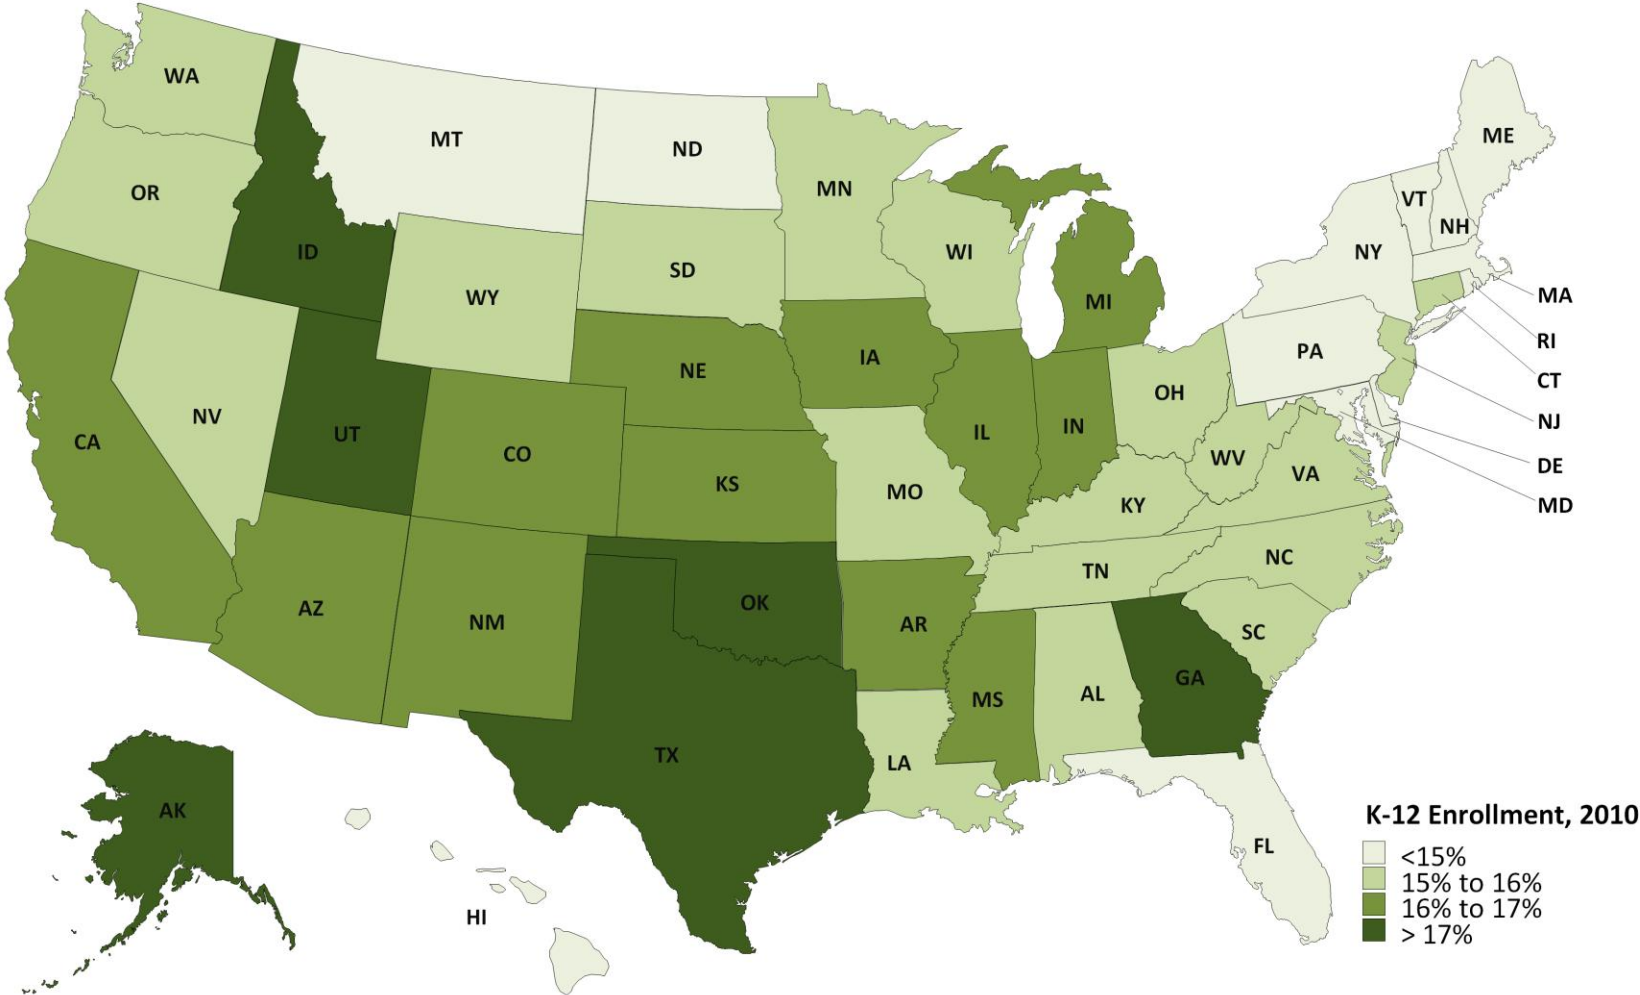 WA
MT
ND
ME
OR
MN
VT
NH
ID
WI
NY
SD
WY
MI
MA
RI
PA
IA
NE
CT
OH
NV
NJ
CA
UT
IN
IL
CO
WV
DE
VA
KS
MO
MD
KY
NC
TN
OK
AZ
NM
AR
SC
GA
AL
MS
TX
LA
AK
FL
HI
K-12 Enrollment, 2010
<15%
15% to 16%
16% to 17%
> 17%